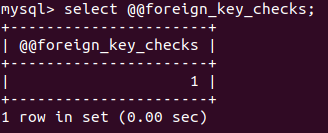 mysql> select @@foreign_key_checks;
+----------------------+
| @@foreign_key_checks |
+----------------------+
|                    1 |
+----------------------+
1 row in set (0.00 sec)